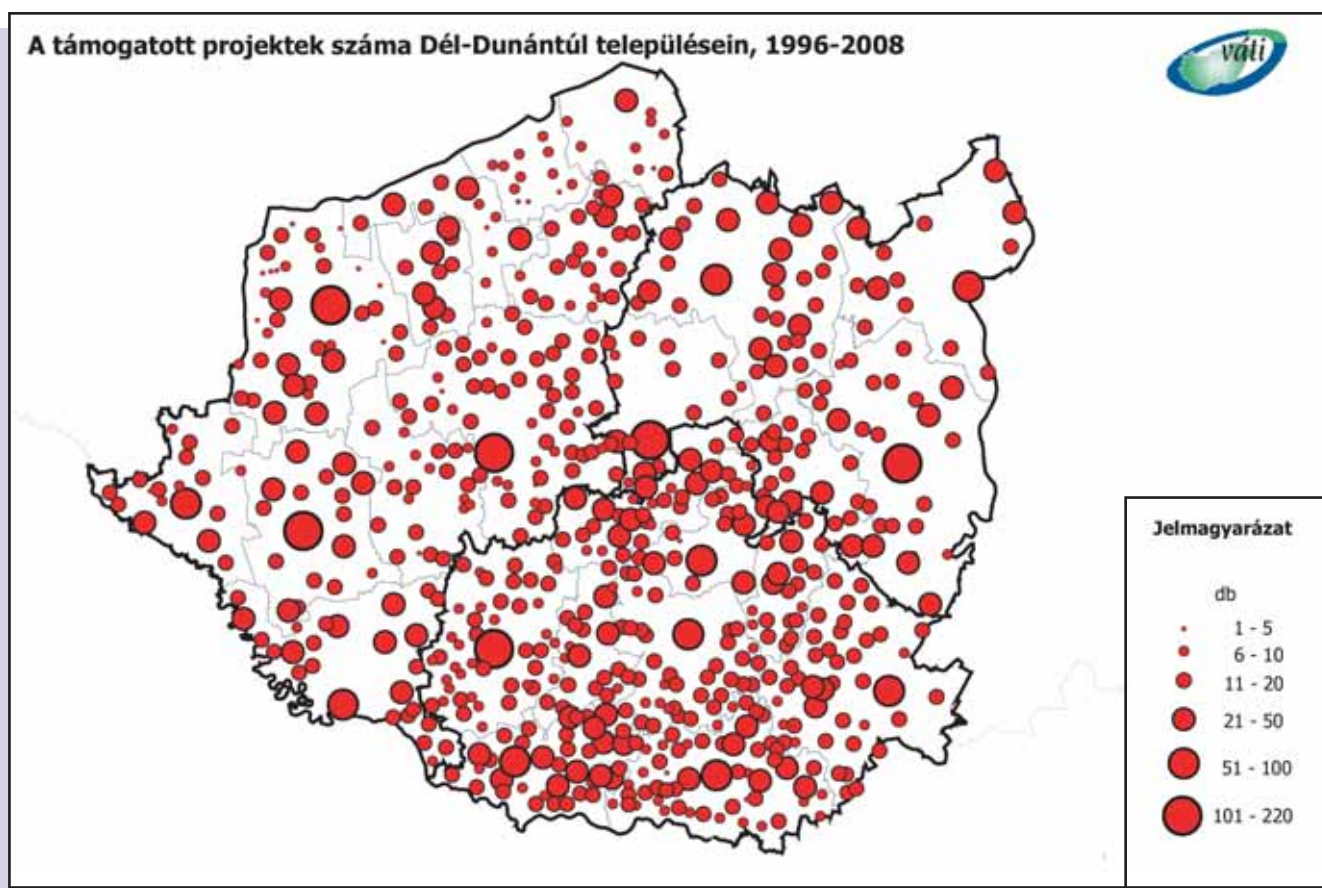 A támogatott projektek száma Dél-Dunántúl településein, 1996-2008
váti
Jelmagyarázat
db
1 - 5
6 - 10
11 - 20
21 - 50
51 - 100
101 - 220